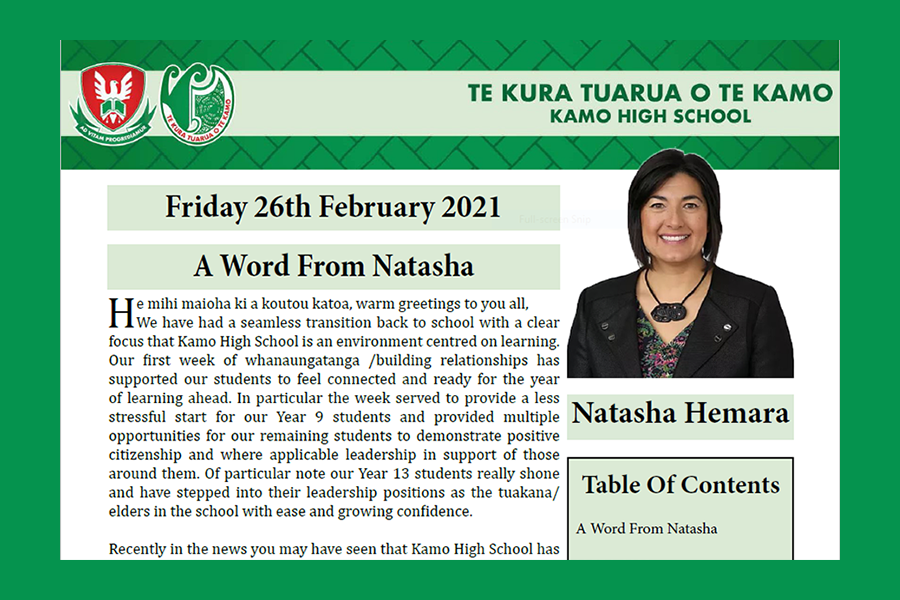 AD VITAM PROGREDIAMUR
TE KURA TUARUA O TE KAMO
TE KURA TUARUA O TE KAMO
KAMO HIGH SCHOOL
Friday 26th February 2021
A Word From Natasha
He mihi maioha ki a koutou katoa, warm greetings to you all,
We have had a seamless transition back to school with a clear
focus that Kamo High School is an environment centred on learning.
Our first week of whanaungatanga /building relationships has
supported our students to feel connected and ready for the year
of learning ahead. In particular the week served to provide a less
stressful start for our Year 9 students and provided multiple
opportunities for our remaining students to demonstrate positive
citizenship and where applicable leadership in support of those
around them. Of particular note our Year 13 students really shone
and have stepped into their leadership positions as the tuakana/
elders in the school with ease and growing confidence.
Recently in the news you may have seen that Kamo High School has
Natasha Hemara
Table Of Contents
A Word From Natasha